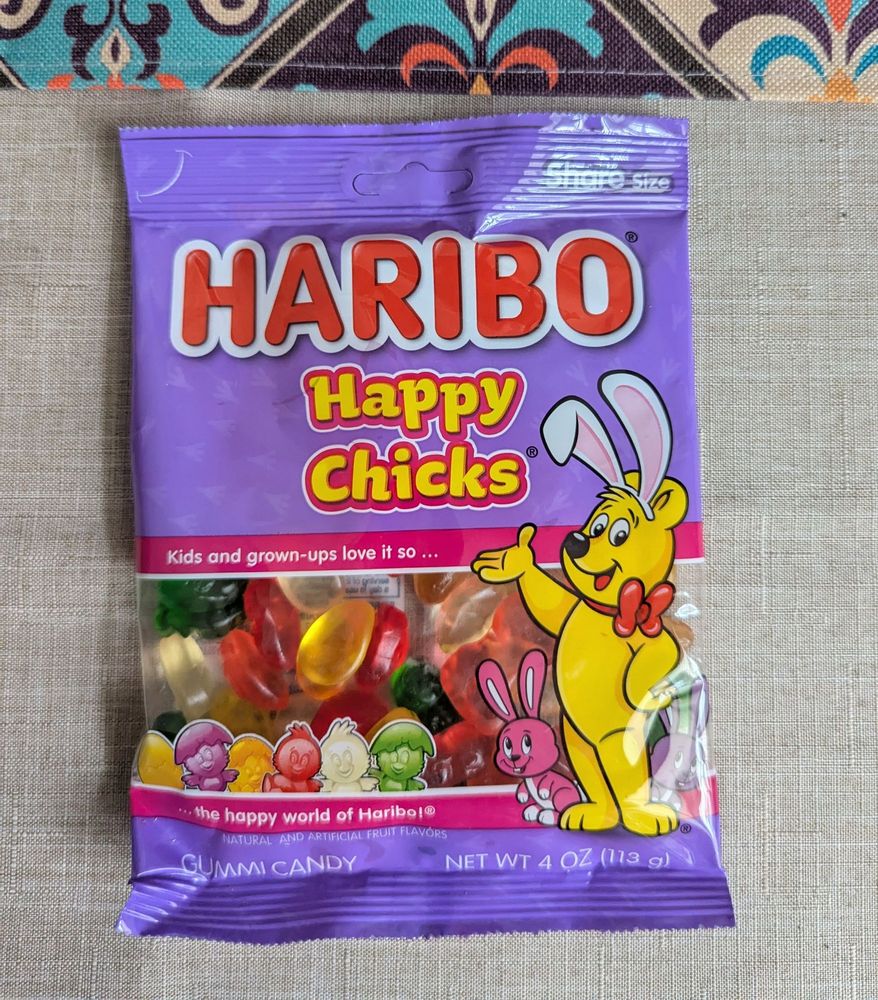 Share Size
HARIBO®
Happy
Chicks®
Kids and grown-ups love it so ...
...the happy world of Haribo!®
NATURAL AND ARTIFICIAL FRUIT FLAVORS
GUMMI CANDY NET WT 4 OZ (113 g)
®